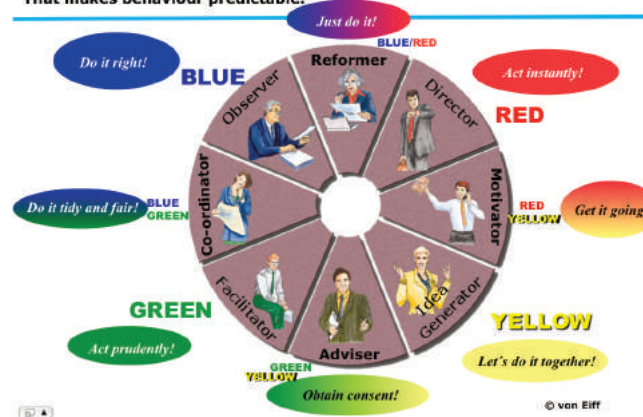 That makes behaviour predictable.
Just do it!
BLUE/RED
Do it right!
BLUE
Observer
Reformer
Director
Act instantly!
RED
Do it tidy and fair!
BLUE
GREEN
Co-ordinator
Motivator
RED
YELLOW
Get it going
GREEN
Facilitator
Adviser
Idea
Generator
YELLOW
Act prudently!
GREEN
YELLOW
Obtain consent!
Let´s do it together!
© von Eiff